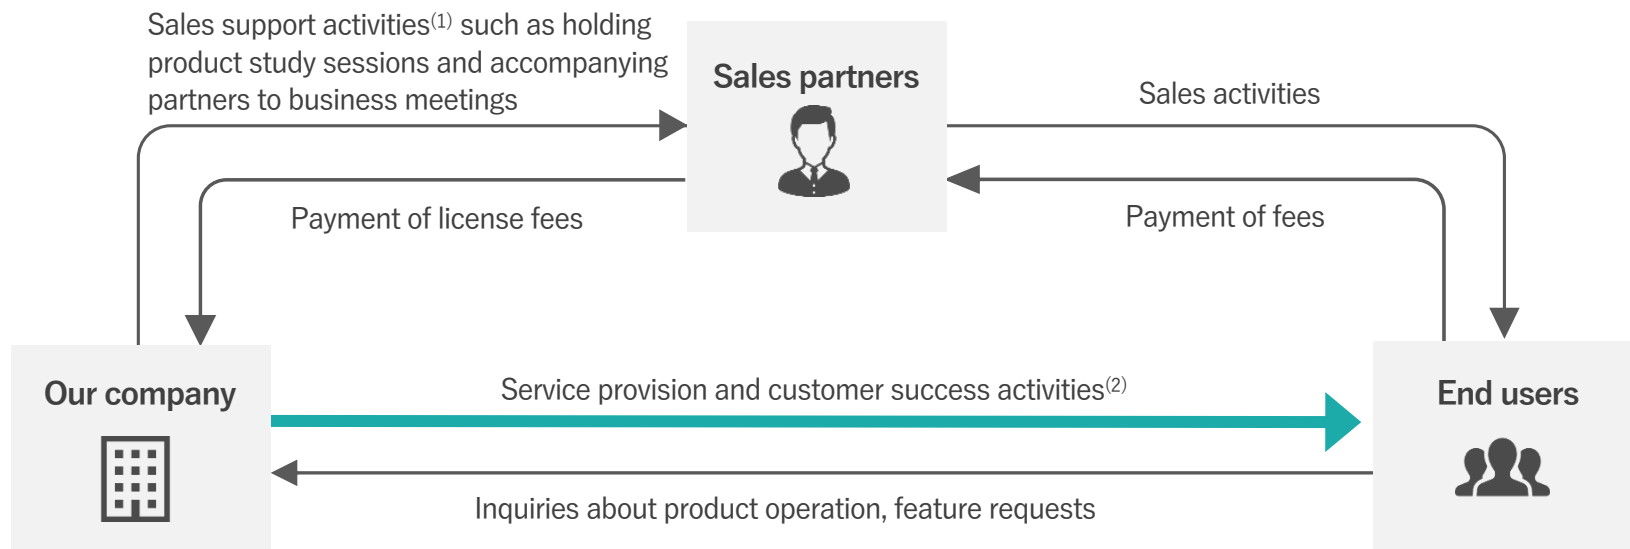 Sales support activities(1) such as holding
product study sessions and accompanying
partners to business meetings
Sales partners
Sales activities
Payment of license fees
Payment of fees
Our company
Service provision and customer success activities(2)
End users
Inquiries about product operation, feature requests